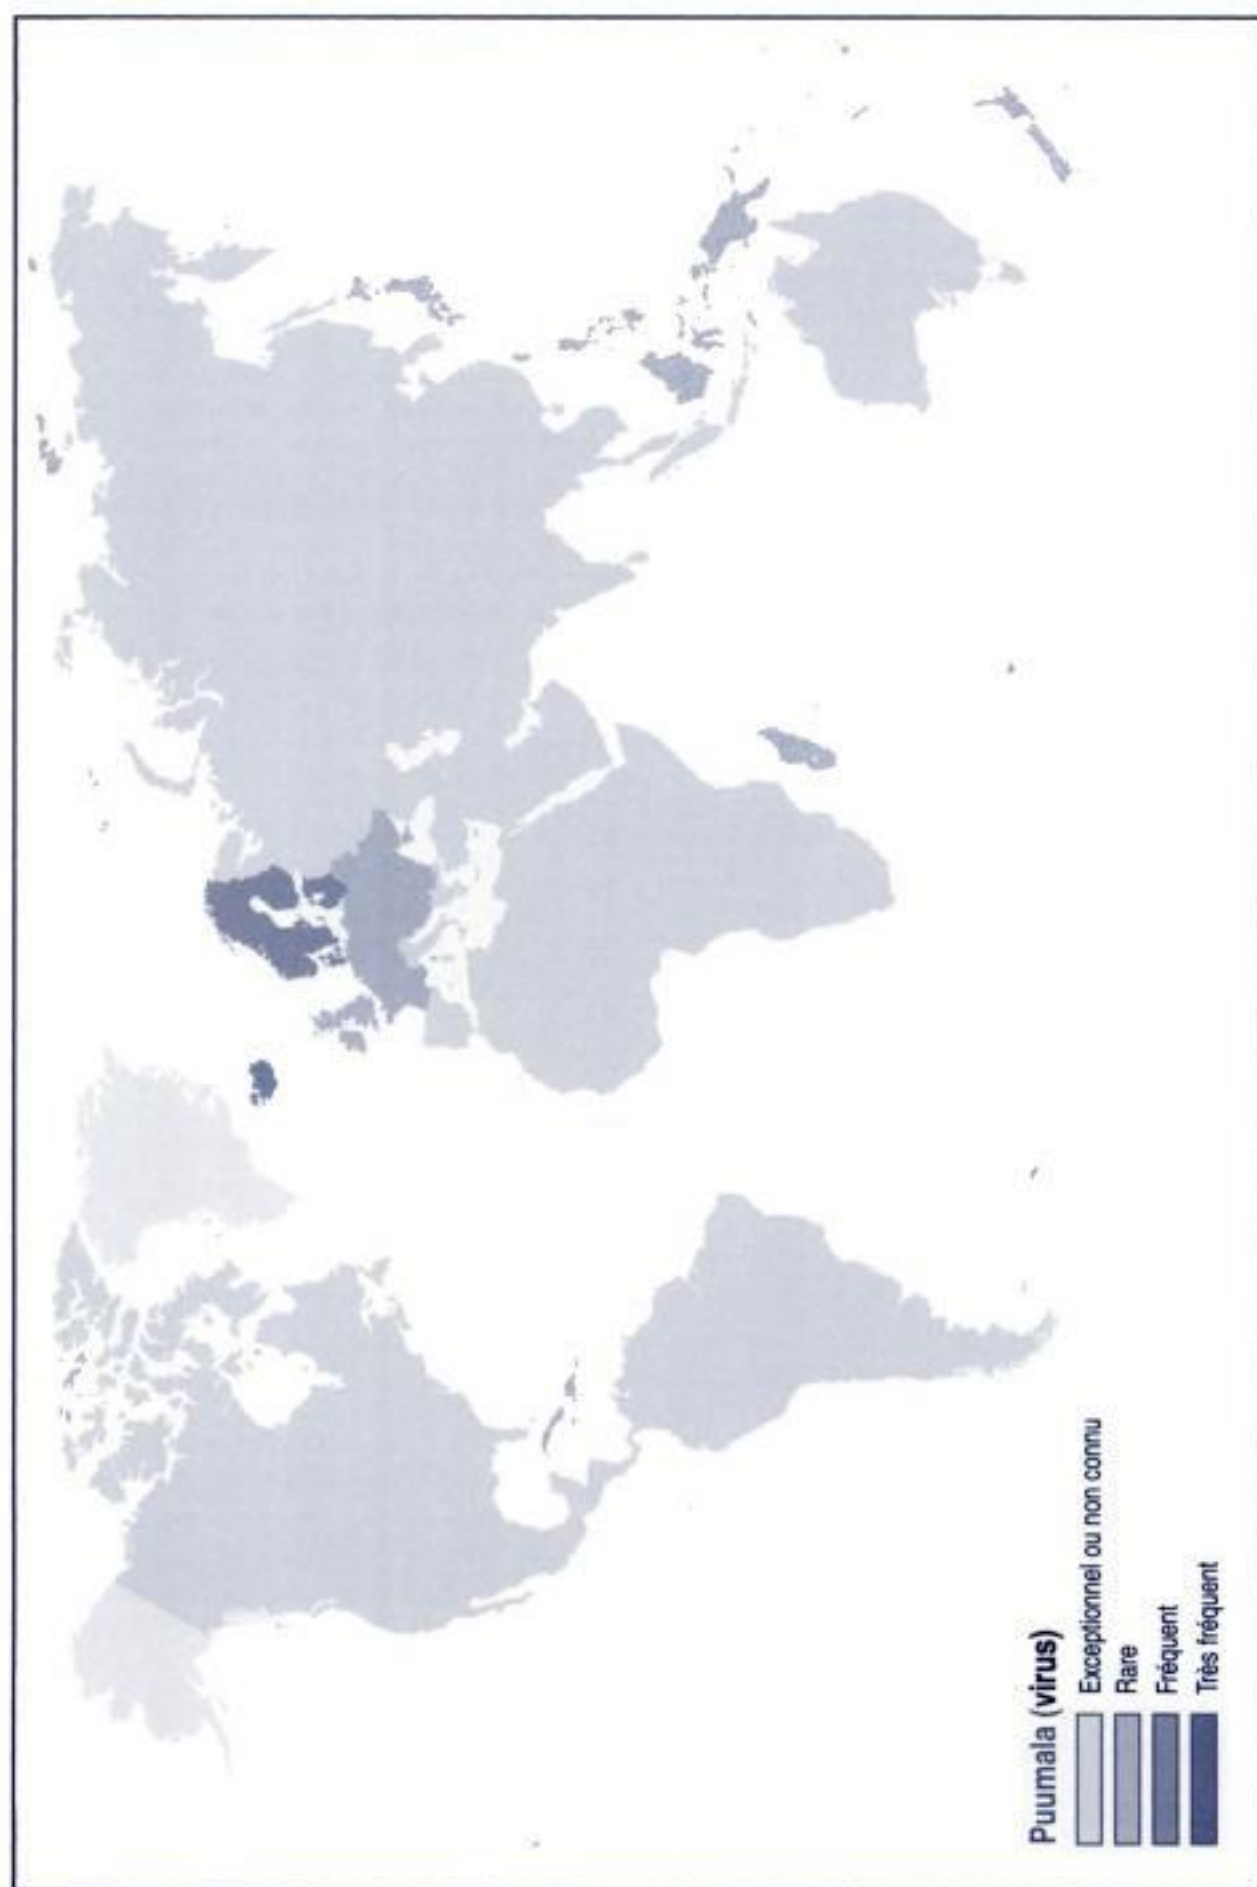 Puumala (virus)
Exceptionnel ou non connu
Rare
Fréquent
Très fréquent